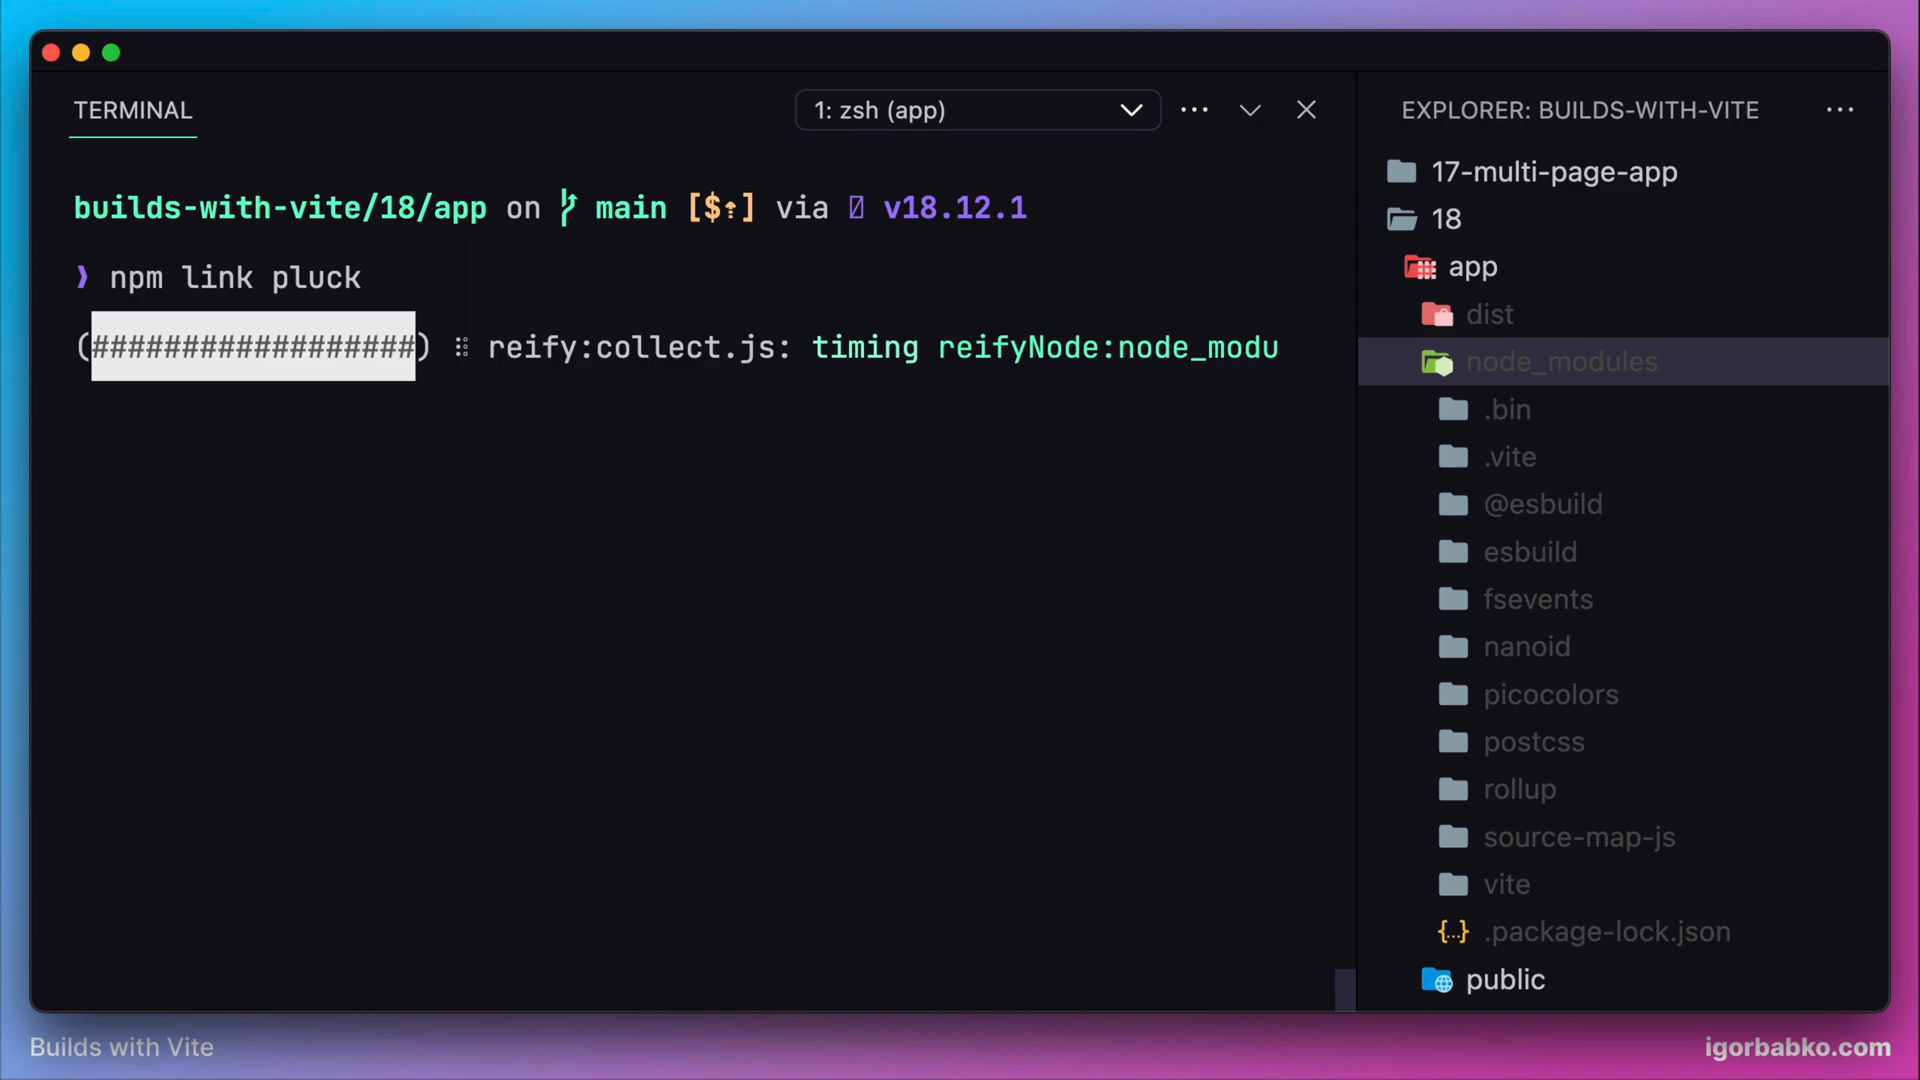 TERMINAL
1: zsh (app)
builds-with-vite/18/app on main [$⇡] via v18.12.1
❯ npm link pluck
(##################) ⠿ reify:collect.js: timing reifyNode:node_modu
EXPLORER: BUILDS-WITH-VITE
17-multi-page-app
18
app
dist
node_modules
.bin
.vite
@esbuild
esbuild
fsevents
nanoid
picocolors
postcss
rollup
source-map-js
vite
{..} .package-lock.json
public
Builds with Vite
igorbabko.com